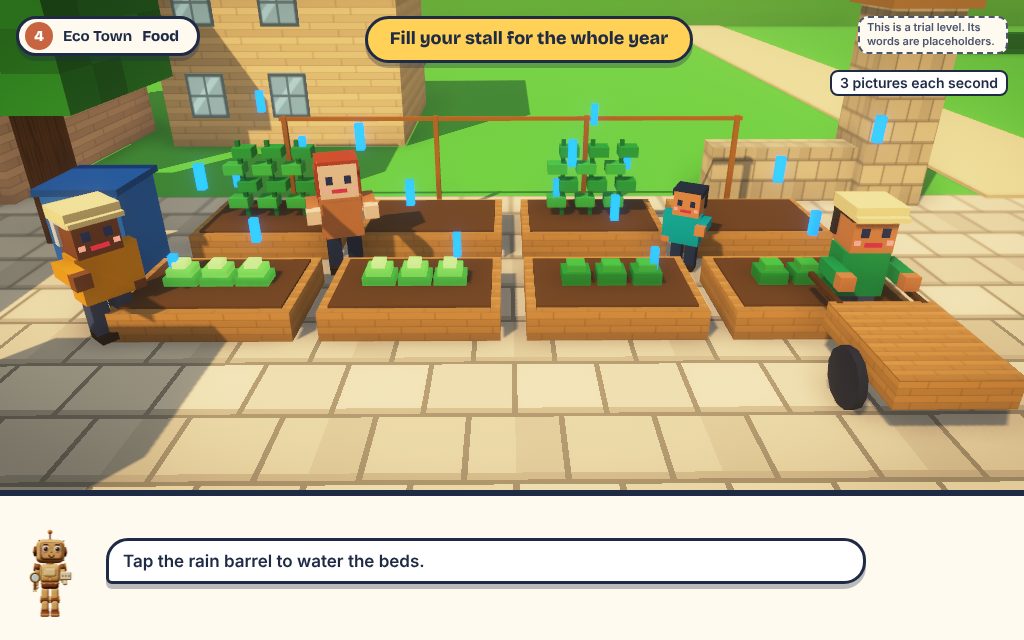 4 Eco Town Food
Fill your stall for the whole year
This is a trial level. Its
words are placeholders.
3 pictures each second
Tap the rain barrel to water the beds.